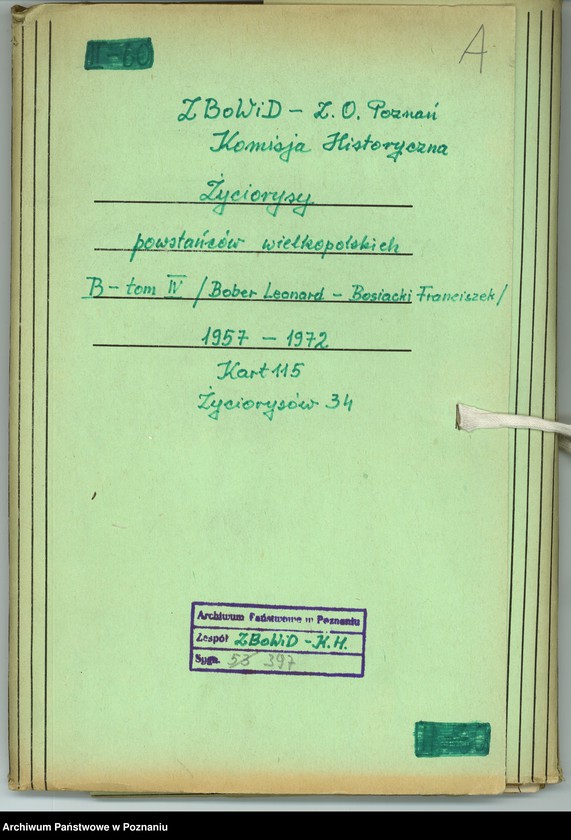 A
ZBoWiD – Z.O. Poznań
Komisja Historyczna
Życiorysy
powstańców wielkopolskich
B – tom IV / Bober Leonard – Bosiacki Franciszek /
1957 – 1972
Kart 115
Życiorysów 34
Archiwum Państwowe w Poznaniu
Zespół ZBoWiD – K.H.
Sygn. 53 397
Archiwum Państwowe w Poznaniu